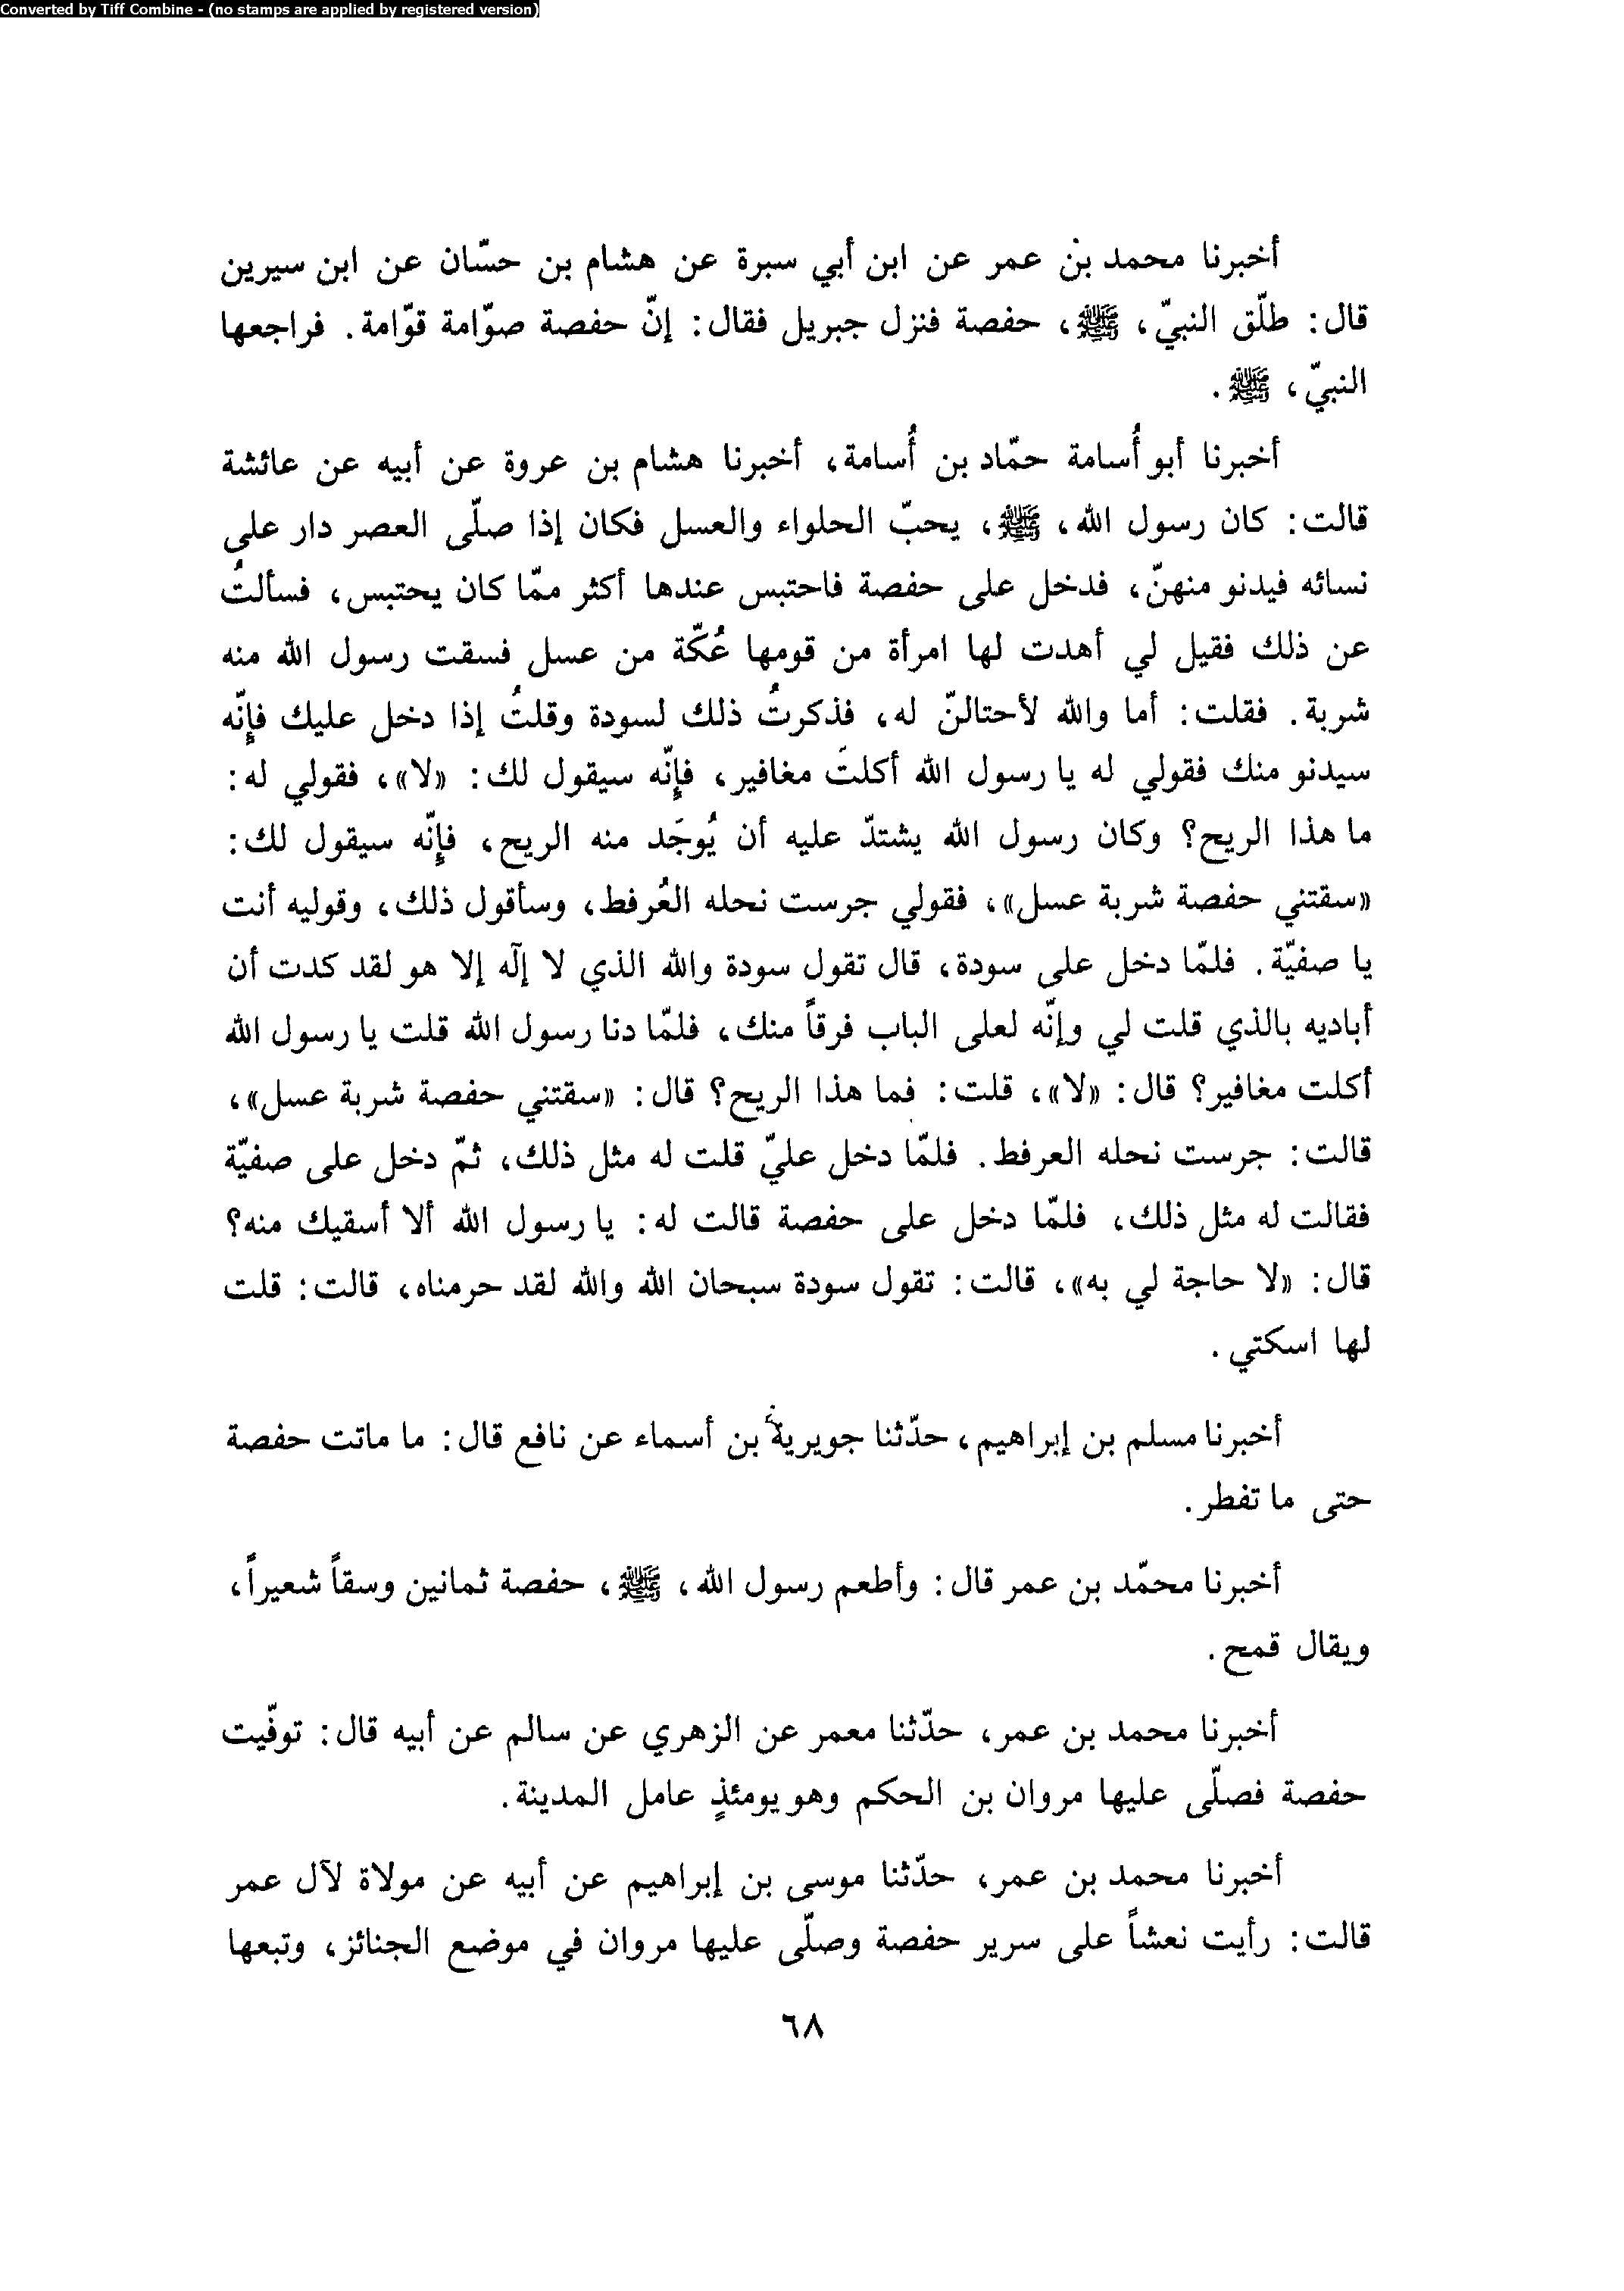 Converted by Tiff Combine - (no stamps are applied by registered version)
أخبرنا محمد بن عمر عن ابن أبي سبرة عن هشام بن حسّان عن ابن سيرين
قال: طلّق النبيّ، ﷺ، حفصة فنزل جبريل فقال: إنّ حفصة صوّامة قوّامة. فراجعها
النبيّ، ﷺ.
أخبرنا أبو أُسامة حمّاد بن أُسامة، أخبرنا هشام بن عروة عن أبيه عن عائشة
قالت: كان رسول الله، ﷺ، يحبّ الحلواء والعسل فكان إذا صلّى العصر دار على
نسائه فيدنو منهنّ، فدخل على حفصة فاحتبس عندها أكثر ممّا كان يحتبس، فسألتُ
عن ذلك فقيل لي أهدت لها امرأة من قومها عُكّة من عسل فسقت رسول الله منه
شربة. فقلت: أما والله لأحتالنّ له، فذكرتُ ذلك لسودة وقلتُ إذا دخل عليك فإنّه
سيدنو منك فقولي له يا رسول الله أكلتَ مغافير، فإنّه سيقول لك: «لا»، فقولي له:
ما هذا الريح؟ وكان رسول الله يشتدّ عليه أن يُوجَد منه الريح، فإنّه سيقول لك:
«سقتني حفصة شربة عسل»، فقولي جرست نحله العُرفط، وسأقول ذلك، وقوليه أنت
يا صفيّة. فلمّا دخل على سودة، قال تقول سودة والله الذي لا إلٓه إلا هو لقد كدت أن
أباديه بالذي قلت لي وإنّه لعلى الباب فرقاً منك، فلمّا دنا رسول الله قلت يا رسول الله
أكلت مغافير؟ قال: «لا»، قلت: فما هذا الريح؟ قال: «سقتني حفصة شربة عسل»،
قالت: جرست نحله العرفط. فلمّا دخل عليّ قلت له مثل ذلك، ثمّ دخل على صفيّة
فقالت له مثل ذلك، فلمّا دخل على حفصة قالت له: يا رسول الله ألا أسقيك منه؟
قال: «لا حاجة لي به»، قالت: تقول سودة سبحان الله والله لقد حرمناه، قالت: قلت
لها اسكتي.
أخبرنا مسلم بن إبراهيم، حدّثنا جويرية بن أسماء عن نافع قال: ما ماتت حفصة
حتى ما تفطر.
أخبرنا محمّد بن عمر قال: وأطعم رسول الله، ﷺ، حفصة ثمانين وسقاً شعيراً،
ويقال قمح.
أخبرنا محمد بن عمر، حدّثنا معمر عن الزهري عن سالم عن أبيه قال: توفّيت
حفصة فصلّى عليها مروان بن الحكم وهو يومئذٍ عامل المدينة.
أخبرنا محمد بن عمر، حدّثنا موسى بن إبراهيم عن أبيه عن مولاة لآل عمر
قالت: رأيت نعشاً على سرير حفصة وصلّى عليها مروان في موضع الجنائز، وتبعها
٦٨